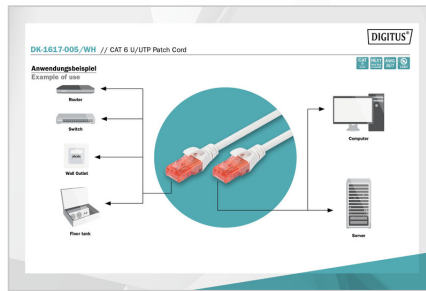 DIGITUS®
DK-1617-005/WH // CAT 6 U/UTP Patch Cord
Anwendungsbeispiel
Example of use
Router
Switch
Wall Outlet
Floor tank
Computer
Server